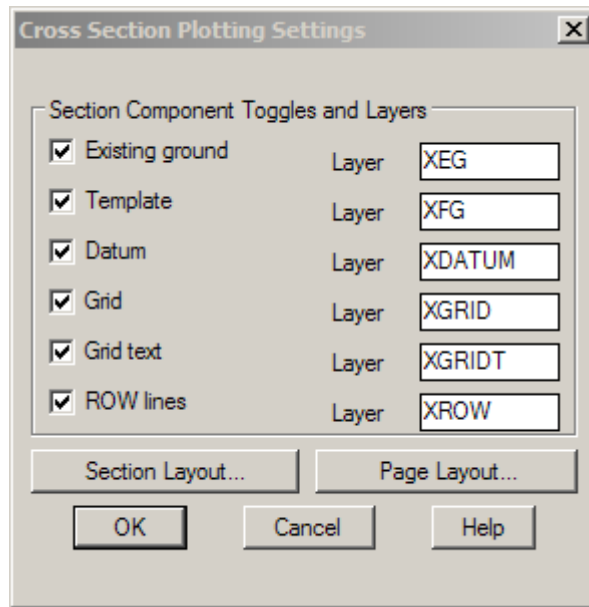 Cross Section Plotting Settings
Section Component Toggles and Layers
Existing ground Layer XEG
Template Layer XFG
Datum Layer XDATUM
Grid Layer XGRID
Grid text Layer XGRIDT
ROW lines Layer XROW
Section Layout... Page Layout...
OK Cancel Help